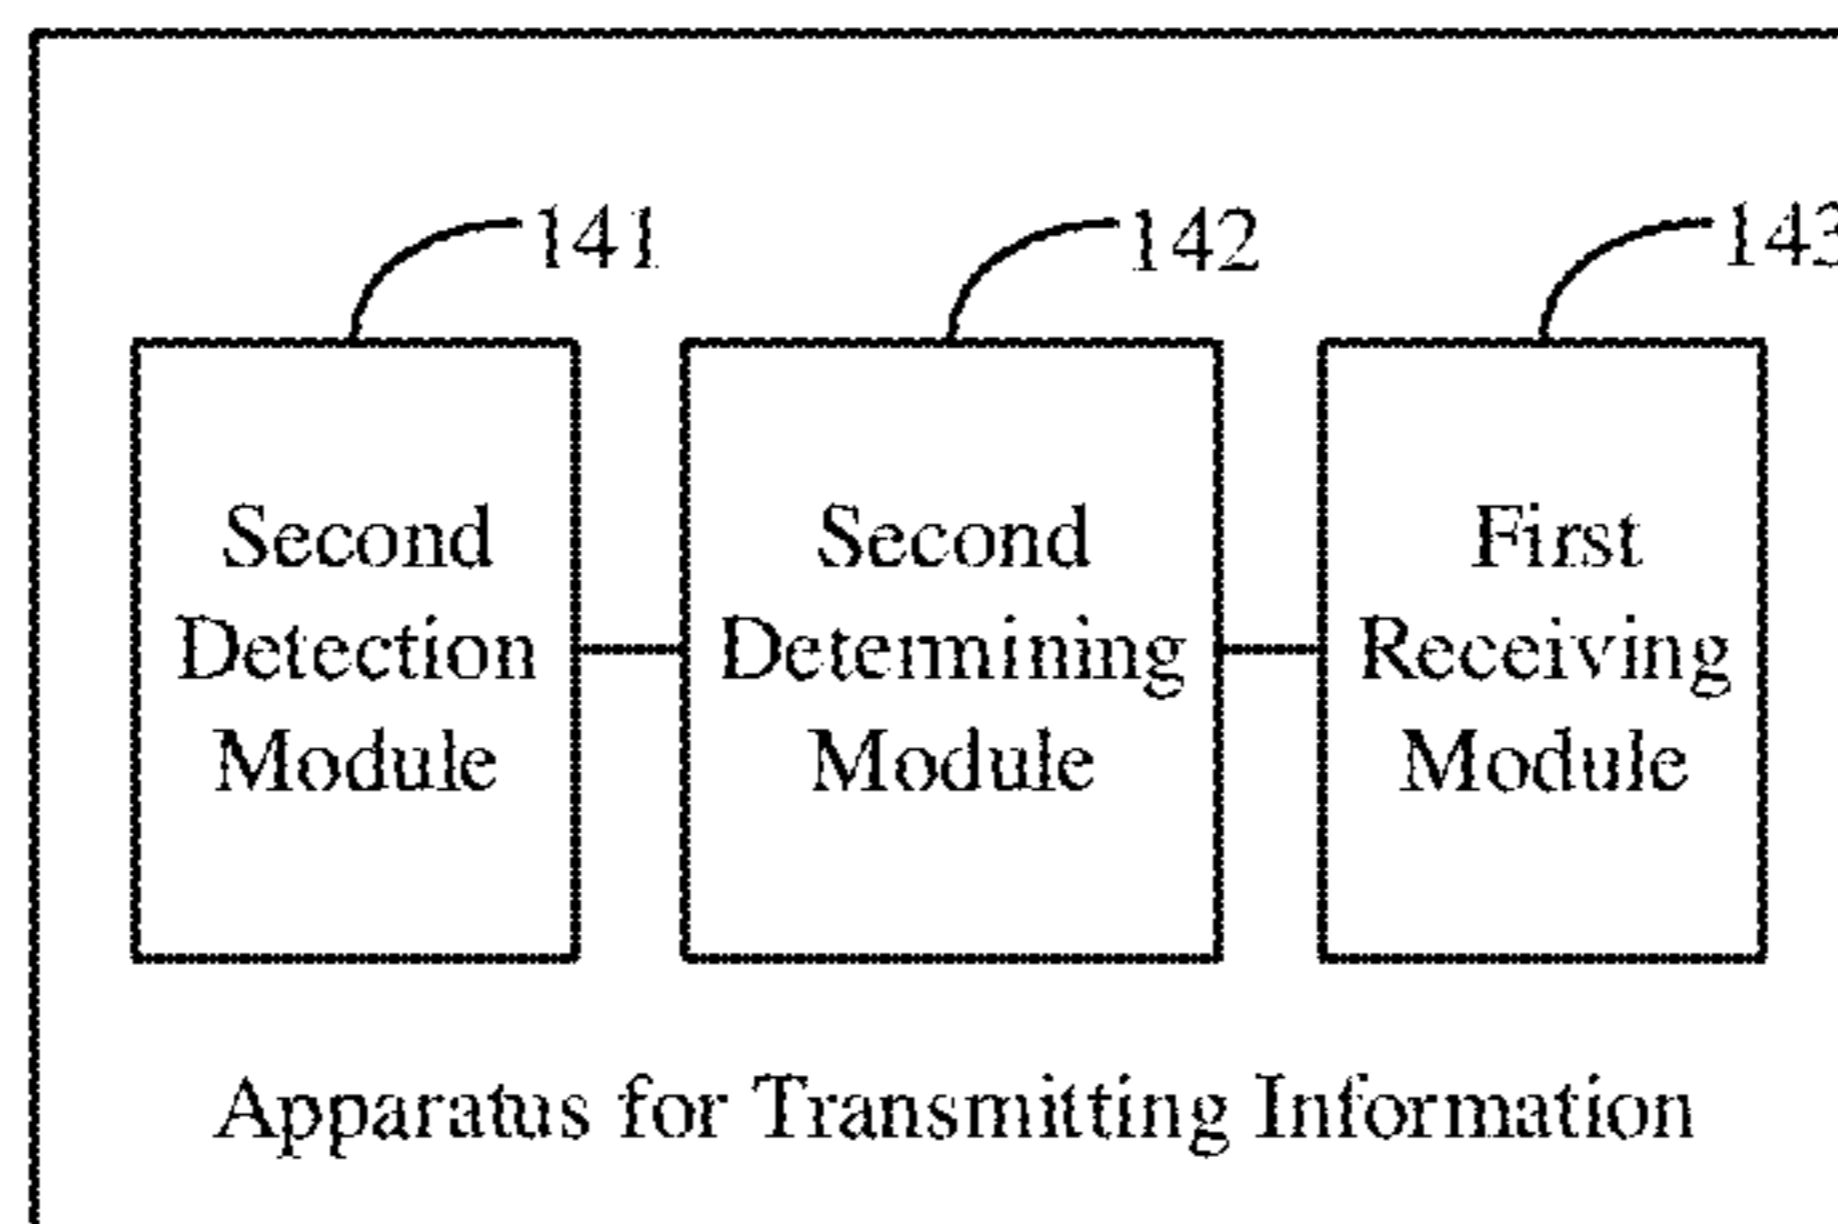 141
142
143
Second
Detection
Module
Second
Determining
Module
First
Receiving
Module
Apparatus for Transmitting Information